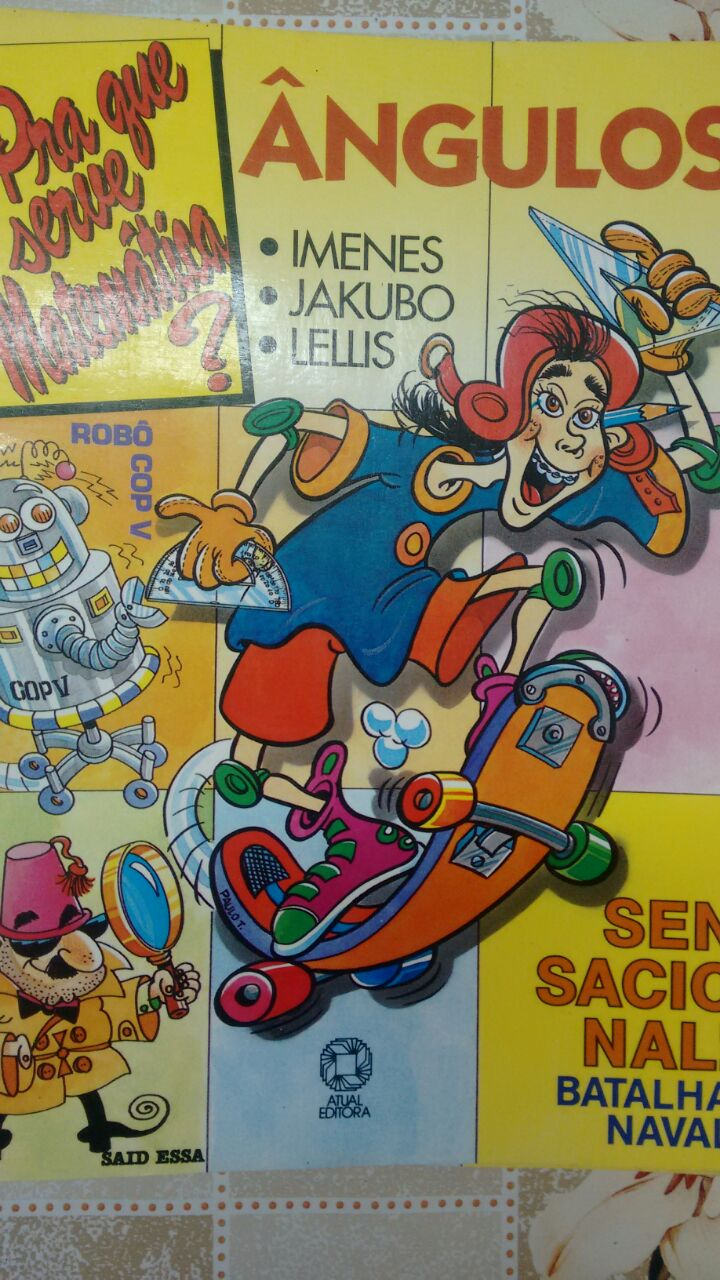 Pra que
serve
Matemática
?
ÂNGULOS
• IMENES
• JAKUBO
• LELLIS
ROBÔ
COP V
COPV
PAULO T.
SEN
SACIO
NAL
BATALHA
NAVAL
ATUAL
EDITORA
SAID ESSA